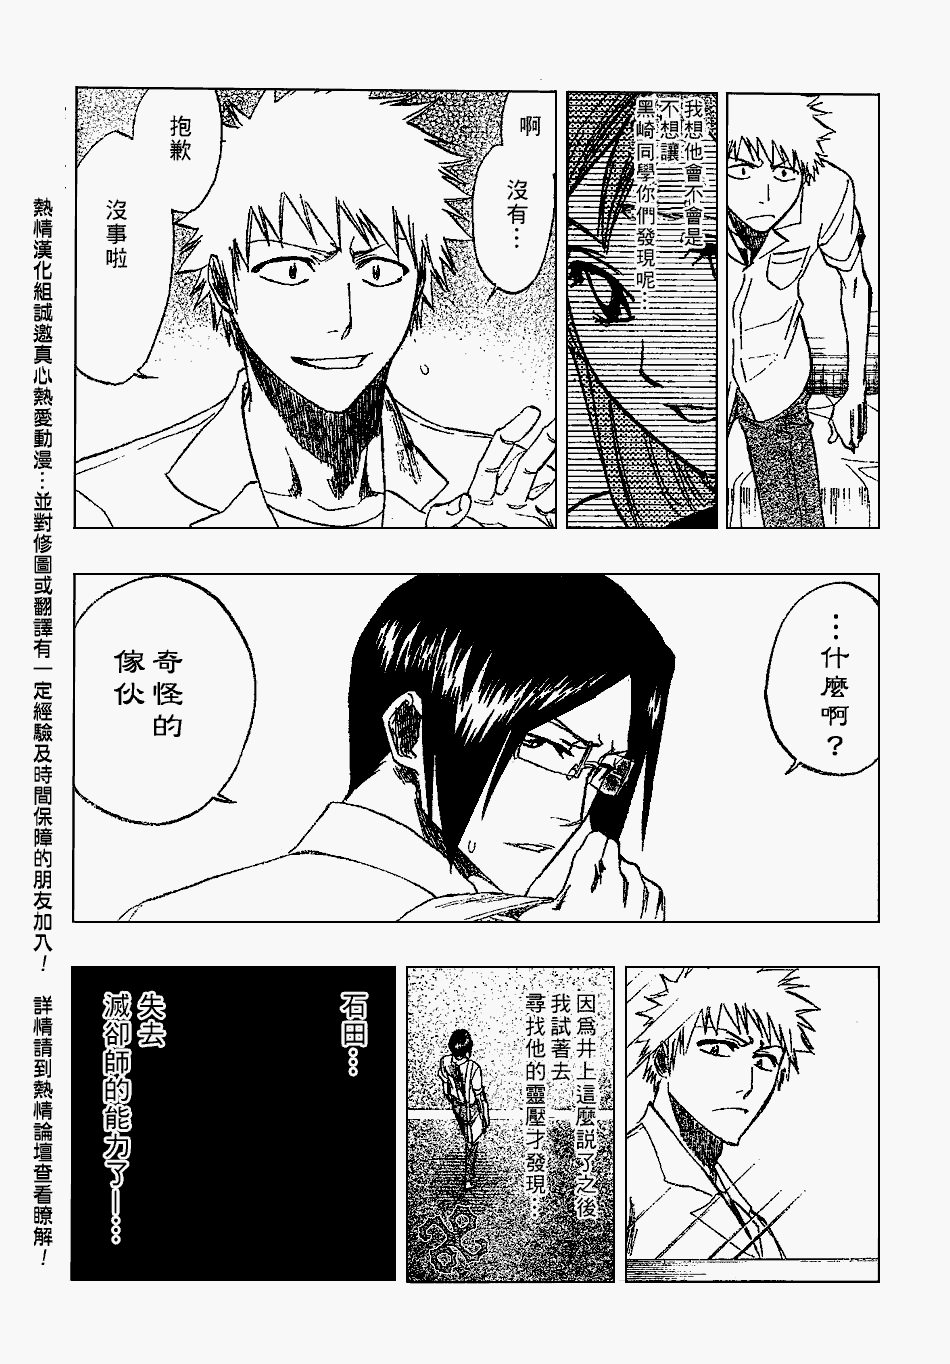 我想他會不會是
不想讓
黑崎同學你們發現呢…
啊
沒有…
抱歉
沒事啦
…什麼啊？
奇怪的
傢伙
因為井上這麼說了之後
我試著去
尋找他的靈壓才發現…
石田…
失去
滅卻師的能力了—…
熱情漢化組誠邀真心熱愛動漫…並對修圖或翻譯有一定經驗及時間保障的朋友加入！ 詳情請到熱情論壇查看瞭解！